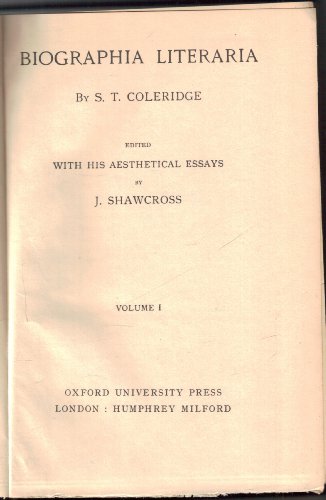 BIOGRAPHIA LITERARIA
BY S. T. COLERIDGE
EDITED
WITH HIS AESTHETICAL ESSAYS
BY
J. SHAWCROSS
VOLUME I
OXFORD UNIVERSITY PRESS
LONDON : HUMPHREY MILFORD